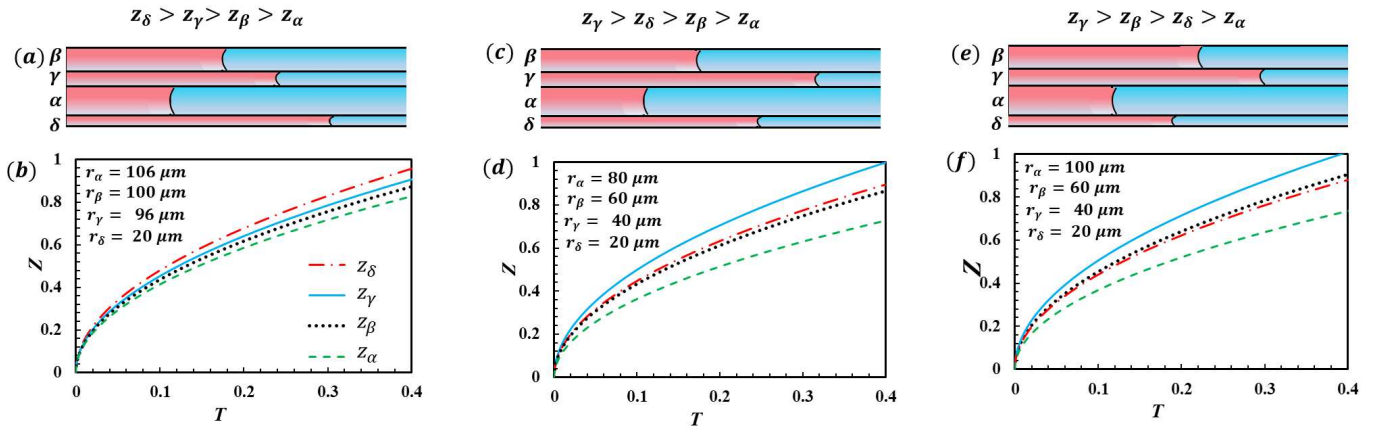 z_δ > z_γ > z_β > z_α
(a)
β
γ
α
δ
(b)
r_α = 106 μm
r_β = 100 μm
r_γ = 96 μm
r_δ = 20 μm
1
0.8
0.6
0.4
0.2
0
Z
z_δ
z_γ
z_β
z_α
0 0.1 0.2 0.3 0.4
T
z_γ > z_δ > z_β > z_α
(c)
β
γ
α
δ
(d)
r_α = 80 μm
r_β = 60 μm
r_γ = 40 μm
r_δ = 20 μm
1
0.8
0.6
0.4
0.2
0
Z
0 0.1 0.2 0.3 0.4
T
z_γ > z_β > z_δ > z_α
(e)
β
γ
α
δ
(f)
r_α = 100 μm
r_β = 60 μm
r_γ = 40 μm
r_δ = 20 μm
1
0.8
0.6
0.4
0.2
0
Z
0 0.1 0.2 0.3 0.4
T